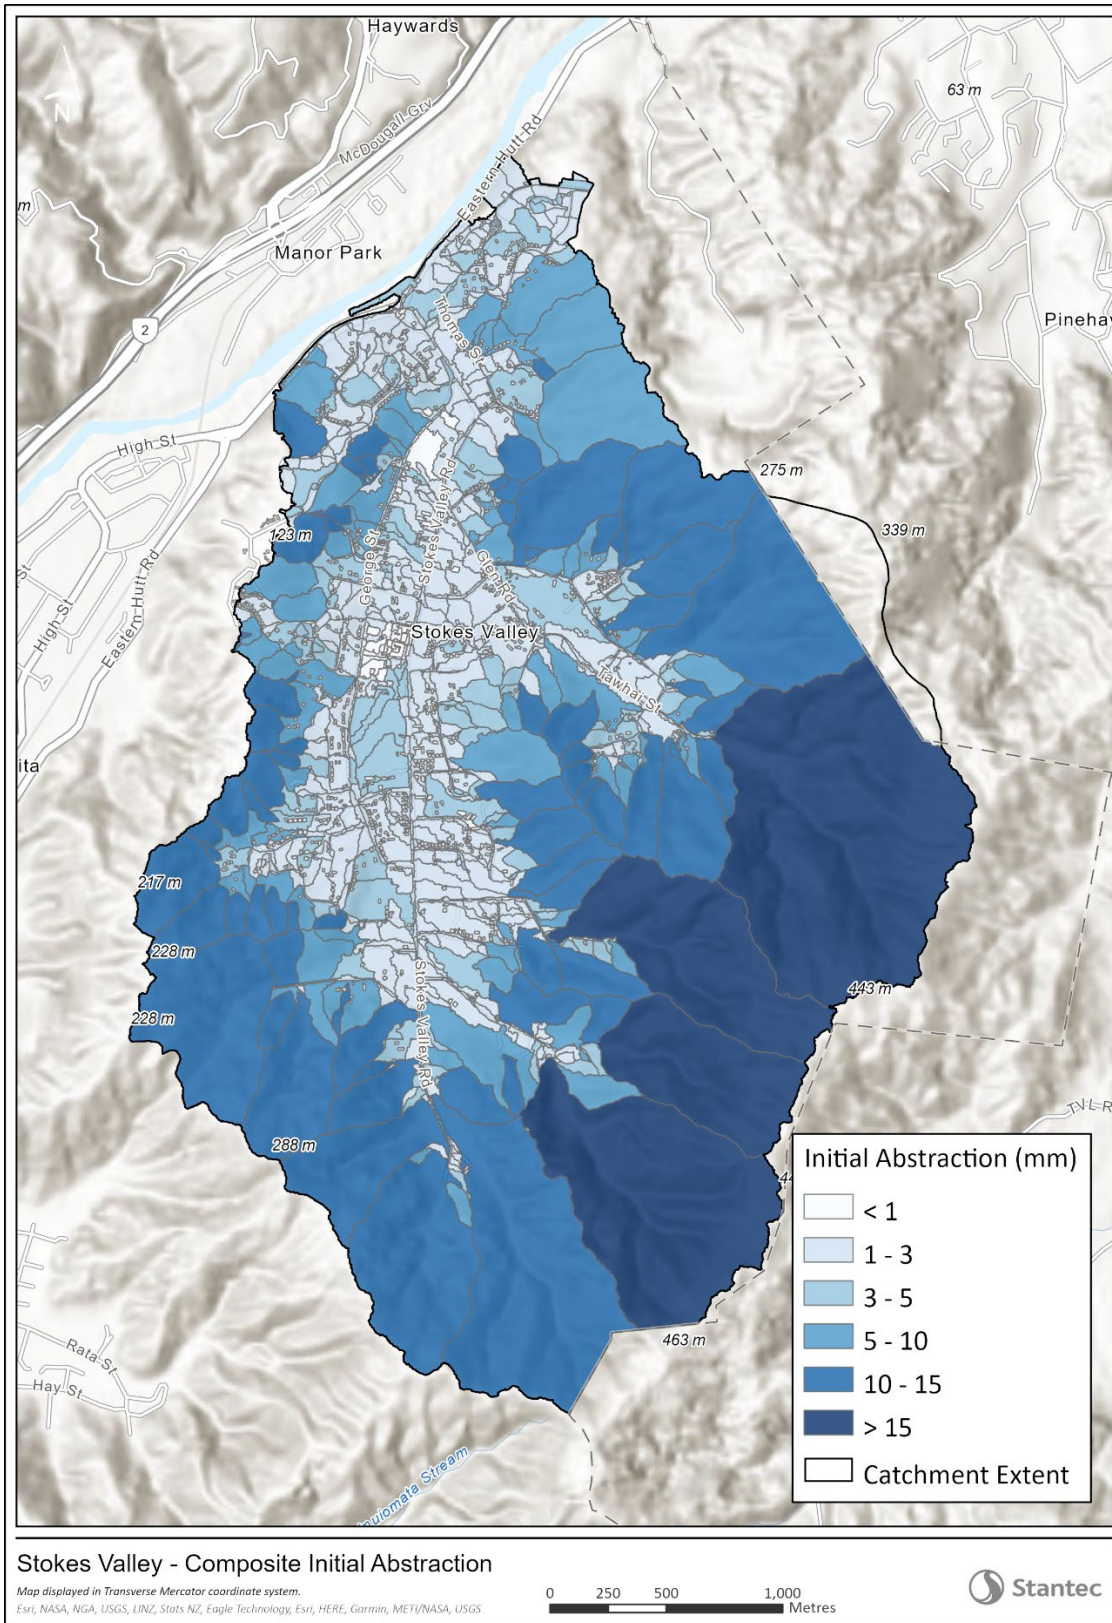 Haywards
McDougall Grv
63 m
N
m
Eastern Hutt Rd
Manor Park
2
Thomas St
Pinehav
High St
275 m
339 m
123 m
George St
Stokes Valley Rd
Glen Rd
St
High St
Eastern Hutt Rd
Stokes Valley
Tawhai St
ita
217 m
228 m
443 m
228 m
Stokes Valley Rd
TVL R
288 m
44
463 m
Rata St
Hay St
nuiomata Stream
Initial Abstraction (mm)
< 1
1 - 3
3 - 5
5 - 10
10 - 15
> 15
Catchment Extent
Stokes Valley - Composite Initial Abstraction
Map displayed in Transverse Mercator coordinate system.
Esri, NASA, NGA, USGS, LINZ, Stats NZ, Eagle Technology, Esri, HERE, Garmin, METI/NASA, USGS
0 250 500 1,000
Metres
Stantec